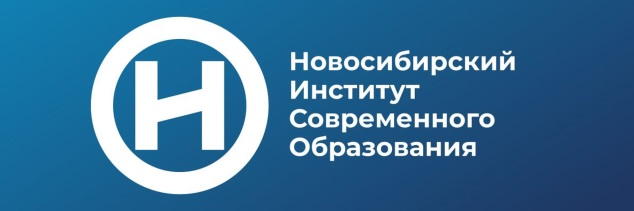 Н
Новосибирский
Институт
Современного
Образования